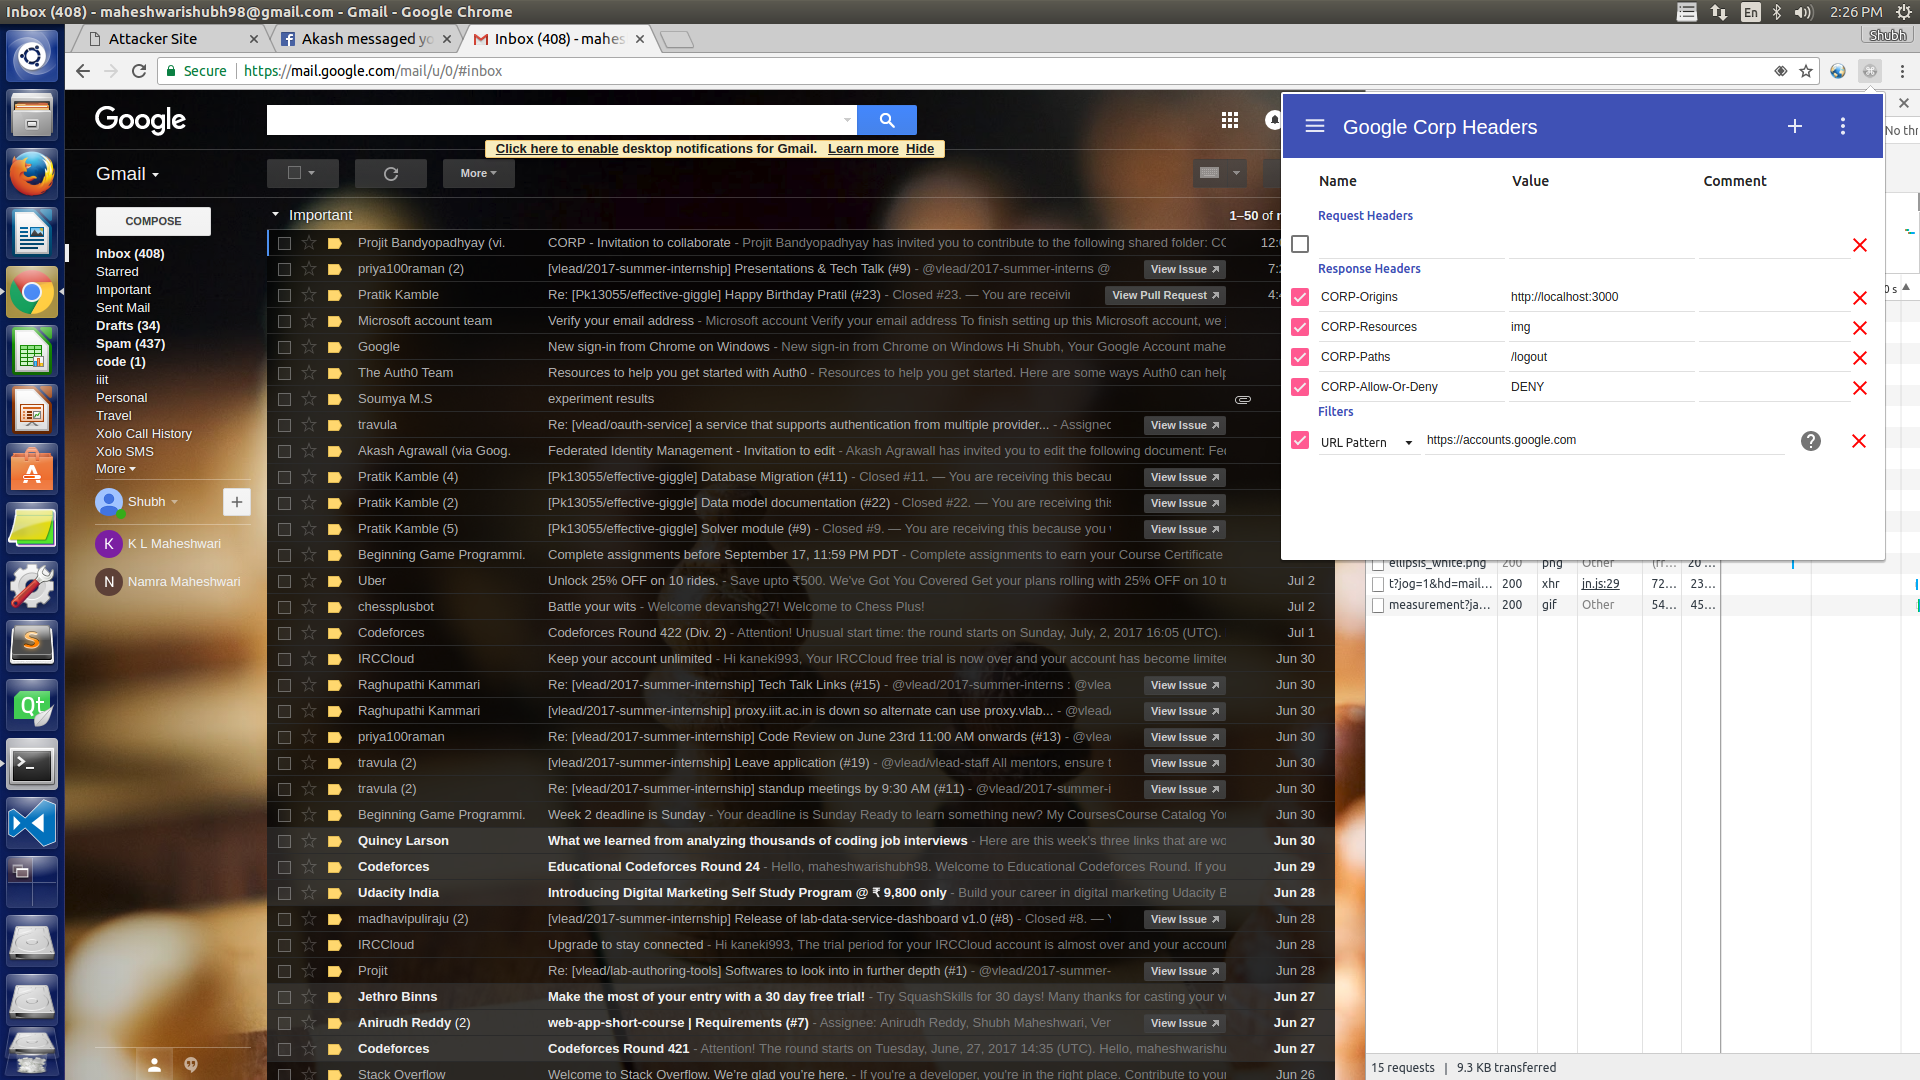 Inbox (408) - maheshwarishubh98@gmail.com - Gmail - Google Chrome
En
2:26 PM
Attacker Site
Akash messaged yo
Inbox (408) - mahes
Shubh
Secure
https://mail.google.com/mail/u/0/#inbox
Google
Click here to enable desktop notifications for Gmail. Learn more Hide
Gmail
More
COMPOSE
Inbox (408)
Starred
Important
Sent Mail
Drafts (34)
Spam (437)
code (1)
iiit
Personal
Travel
Xolo Call History
Xolo SMS
More
Shubh
K
K L Maheshwari
N
Namra Maheshwari
Important
1–50 of
Projit Bandyopadhyay (vi. CORP - Invitation to collaborate - Projit Bandyopadhyay has invited you to contribute to the following shared folder: CC
priya100raman (2) [vlead/2017-summer-internship] Presentations & Tech Talk (#9) - @vlead/2017-summer-interns @ View Issue
Pratik Kamble Re: [Pk13055/effective-giggle] Happy Birthday Pratil (#23) - Closed #23. — You are receivin View Pull Request
Microsoft account team Verify your email address - Microsoft account Verify your email address To finish setting up this Microsoft account, we
Google New sign-in from Chrome on Windows - New sign-in from Chrome on Windows Hi Shubh, Your Google Account mahe
The Auth0 Team Resources to help you get started with Auth0 - Resources to help you get started. Here are some ways Auth0 can help
Soumya M.S experiment results
travula Re: [vlead/oauth-service] a service that supports authentication from multiple provider... - Assigned View Issue
Akash Agrawall (via Goog. Federated Identity Management - Invitation to edit - Akash Agrawall has invited you to edit the following document: Fed
Pratik Kamble (4) [Pk13055/effective-giggle] Database Migration (#11) - Closed #11. — You are receiving this becau View Issue
Pratik Kamble (2) [Pk13055/effective-giggle] Data model documentation (#22) - Closed #22. — You are receiving this View Issue
Pratik Kamble (5) [Pk13055/effective-giggle] Solver module (#9) - Closed #9. — You are receiving this because you View Issue
Beginning Game Programmi. Complete assignments before September 17, 11:59 PM PDT - Complete assignments to earn your Course Certificate
Uber Unlock 25% OFF on 10 rides. - Save upto ₹500. We've Got You Covered Get your plans rolling with 25% OFF on 10 tr Jul 2
chessplusbot Battle your wits - Welcome devanshg27! Welcome to Chess Plus! Jul 2
Codeforces Codeforces Round 422 (Div. 2) - Attention! Unusual start time: the round starts on Sunday, July, 2, 2017 16:05 (UTC). Jul 1
IRCCloud Keep your account unlimited - Hi kaneki993, Your IRCCloud free trial is now over and your account has become limited Jun 30
Raghupathi Kammari Re: [vlead/2017-summer-internship] Tech Talk Links (#15) - @vlead/2017-summer-interns : @vlea View Issue Jun 30
Raghupathi Kammari [vlead/2017-summer-internship] proxy.iiit.ac.in is down so alternate can use proxy.vlab... - @vlead/ View Issue Jun 30
priya100raman Re: [vlead/2017-summer-internship] Code Review on June 23rd 11:00 AM onwards (#13) - @vlea View Issue Jun 30
travula (2) [vlead/2017-summer-internship] Leave application (#19) - @vlead/vlead-staff All mentors, ensure t View Issue Jun 30
travula (2) Re: [vlead/2017-summer-internship] standup meetings by 9:30 AM (#11) - @vlead/2017-summer-i View Issue Jun 30
Beginning Game Programmi. Week 2 deadline is Sunday - Your deadline is Sunday Ready to learn something new? My CoursesCourse Catalog You Jun 30
Quincy Larson What we learned from analyzing thousands of coding job interviews - Here are this week's three links that are wo Jun 30
Codeforces Educational Codeforces Round 24 - Hello, maheshwarishubh98. Welcome to Educational Codeforces Round. If you Jun 29
Udacity India Introducing Digital Marketing Self Study Program @ ₹ 9,800 only - Build your career in digital marketing Udacity B Jun 28
madhavipuliraju (2) [vlead/2017-summer-internship] Release of lab-data-service-dashboard v1.0 (#8) - Closed #8. — Y View Issue Jun 28
IRCCloud Upgrade to stay connected - Hi kaneki993, The trial period for your IRCCloud account is almost over and your account Jun 28
Projit Re: [vlead/lab-authoring-tools] Softwares to look into in further depth (#1) - @vlead/2017-summer- View Issue Jun 28
Jethro Binns Make the most of your entry with a 30 day free trial! - Try SquashSkills for 30 days! Many thanks for casting your vo Jun 27
Anirudh Reddy (2) web-app-short-course | Requirements (#7) - Assignee: Anirudh Reddy, Shubh Maheshwari, Ver View Issue Jun 27
Codeforces Codeforces Round 421 - Attention! The round starts on Tuesday, June, 27, 2017 14:35 (UTC). Hello, maheshwarishu Jun 27
Stack Overflow Welcome to Stack Overflow. We're glad you're here. - If you're a developer, you're in the right place. Contribute to your Jun 26
Google Corp Headers
Name Value Comment
Request Headers
Response Headers
CORP-Origins http://localhost:3000
CORP-Resources img
CORP-Paths /logout
CORP-Allow-Or-Deny DENY
Filters
URL Pattern https://accounts.google.com
No thr
0 s
ellipsis_white.png png Other (fr... 20 ...
t?jog=1&hd=mail... 200 xhr jn.js:29 72... 23...
measurement?ja... 200 gif Other 54... 45...
15 requests | 9.3 KB transferred